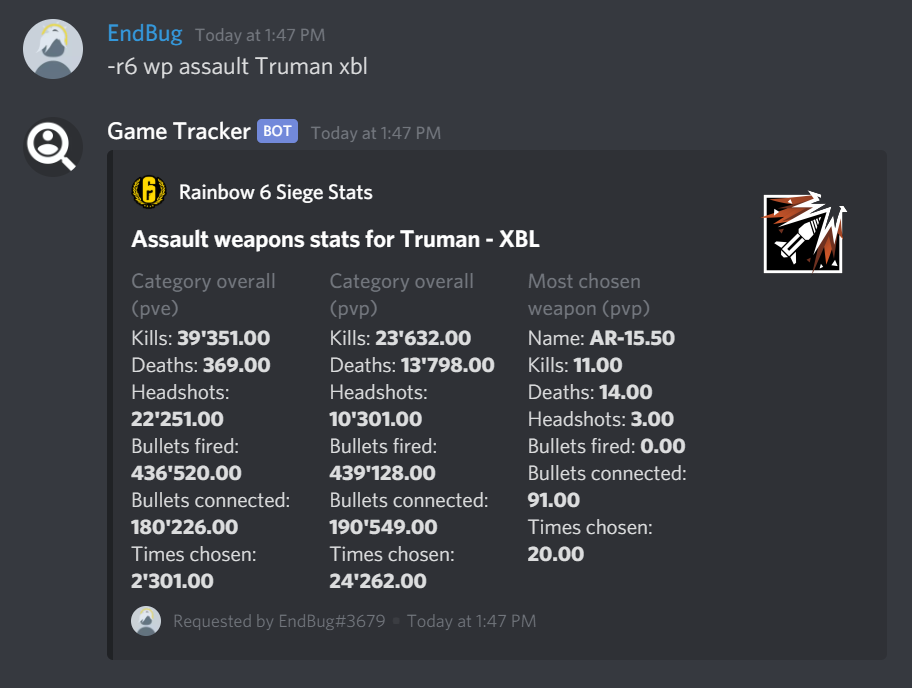 EndBug Today at 1:47 PM
-r6 wp assault Truman xbl
Game Tracker BOT Today at 1:47 PM
6 Rainbow 6 Siege Stats
Assault weapons stats for Truman - XBL
Category overall
(pve)
Kills: 39'351.00
Deaths: 369.00
Headshots:
22'251.00
Bullets fired:
436'520.00
Bullets connected:
180'226.00
Times chosen:
2'301.00
Category overall
(pvp)
Kills: 23'632.00
Deaths: 13'798.00
Headshots:
10'301.00
Bullets fired:
439'128.00
Bullets connected:
190'549.00
Times chosen:
24'262.00
Most chosen
weapon (pvp)
Name: AR-15.50
Kills: 11.00
Deaths: 14.00
Headshots: 3.00
Bullets fired: 0.00
Bullets connected:
91.00
Times chosen:
20.00
Requested by EndBug#3679 • Today at 1:47 PM